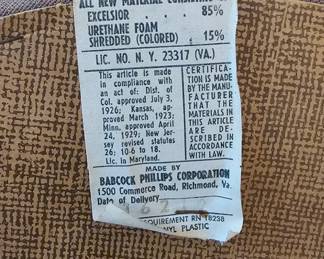 ALL NEW MATERIAL CONSISTING
EXCELSIOR .. 85%
URETHANE FOAM
SHREDDED (COLORED) 15%
LIC. NO. N. Y. 23317 (VA.)
This article is made
in compliance with
an act of: Dist. of
Col. approved July 3,
1926; Kansas, ap-
proved March 1923;
Minn. approved April
24, 1929; New Jer-
sey revised statutes
26: 10-6 to 18.
Lic. in Maryland.
CERTIFICA-
TION IS MADE
BY THE MANU-
FACTURER
THAT THE
MATERIALS IN
THIS ARTICLE
ARE DE-
SCRIBED IN
ACCORDANCE
WITH LAW.
MADE BY
BABCOCK PHILLIPS CORPORATION
1500 Commerce Road, Richmond, Va.
Date of Delivery
EQUIREMENT RN 18238
NYL PLASTIC